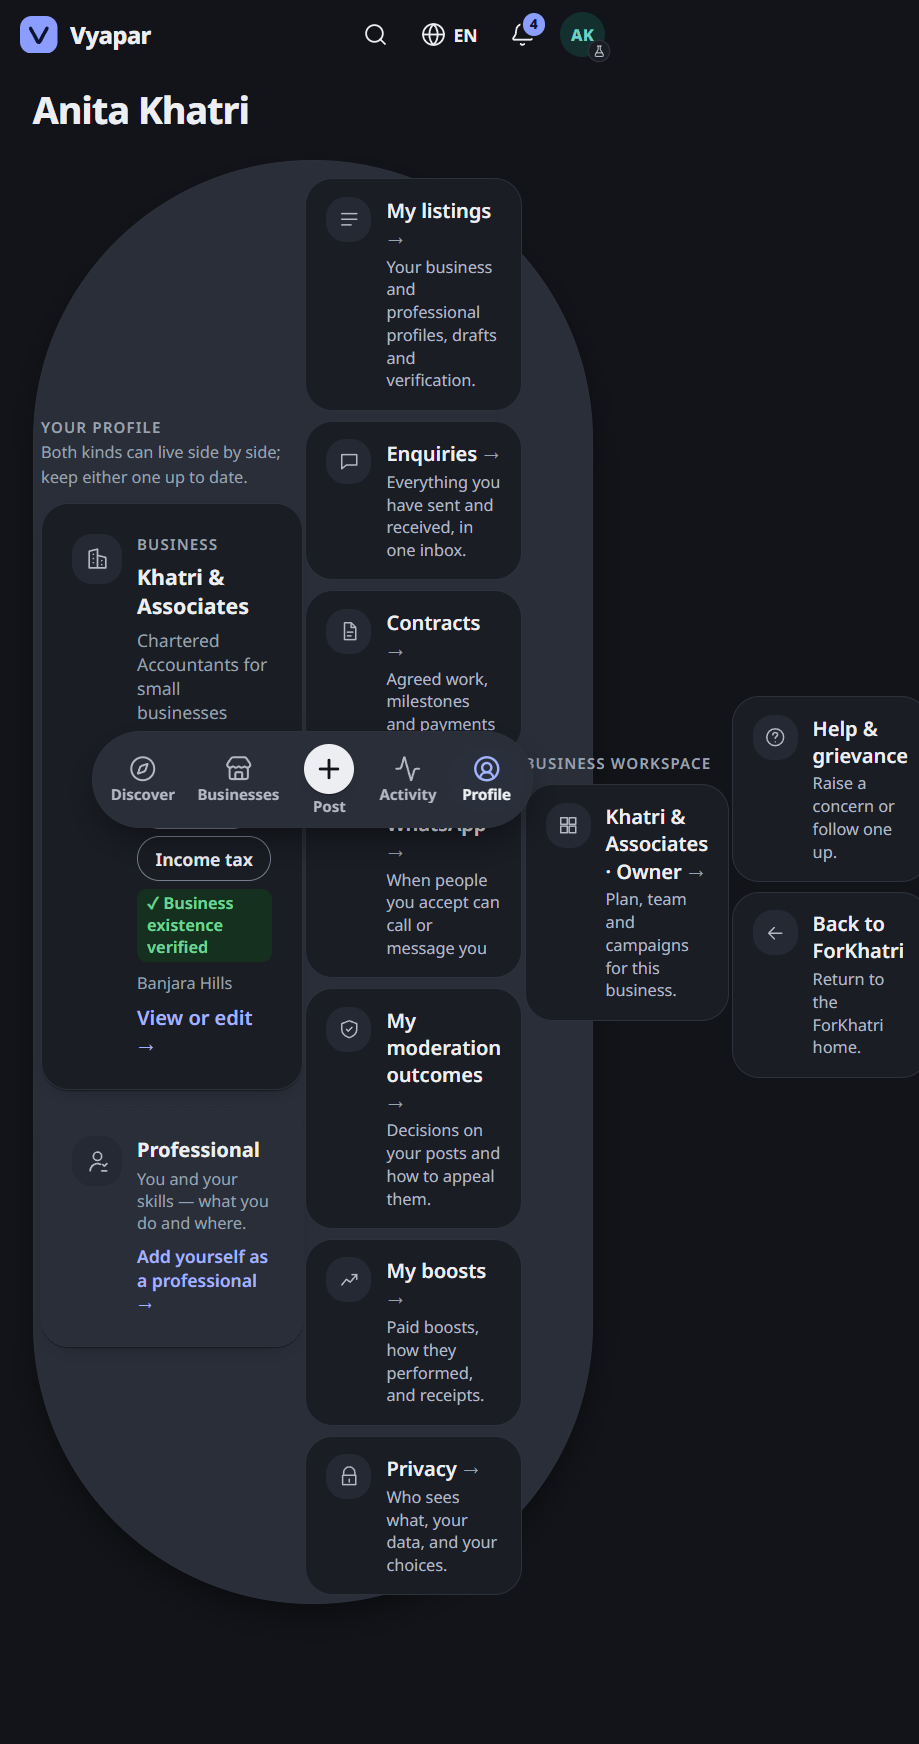 Vyapar
EN
4
AK
Anita Khatri
YOUR PROFILE
Both kinds can live side by side;
keep either one up to date.
BUSINESS
Khatri &
Associates
Chartered
Accountants for
small
businesses
Income tax
✓ Business
existence
verified
Banjara Hills
View or edit
→
Professional
You and your
skills — what you
do and where.
Add yourself as
a professional
→
My listings
→
Your business
and
professional
profiles, drafts
and
verification.
Enquiries →
Everything you
have sent and
received, in
one inbox.
Contracts
→
Agreed work,
milestones
and payments
WhatsApp
→
When people
you accept can
call or
message you
My
moderation
outcomes
→
Decisions on
your posts and
how to appeal
them.
My boosts
→
Paid boosts,
how they
performed,
and receipts.
Privacy →
Who sees
what, your
data, and your
choices.
BUSINESS WORKSPACE
Khatri &
Associates
· Owner →
Plan, team
and
campaigns
for this
business.
Help &
grievance
Raise a
concern or
follow one
up.
Back to
ForKhatri
Return to
the
ForKhatri
home.
Discover
Businesses
Post
Activity
Profile